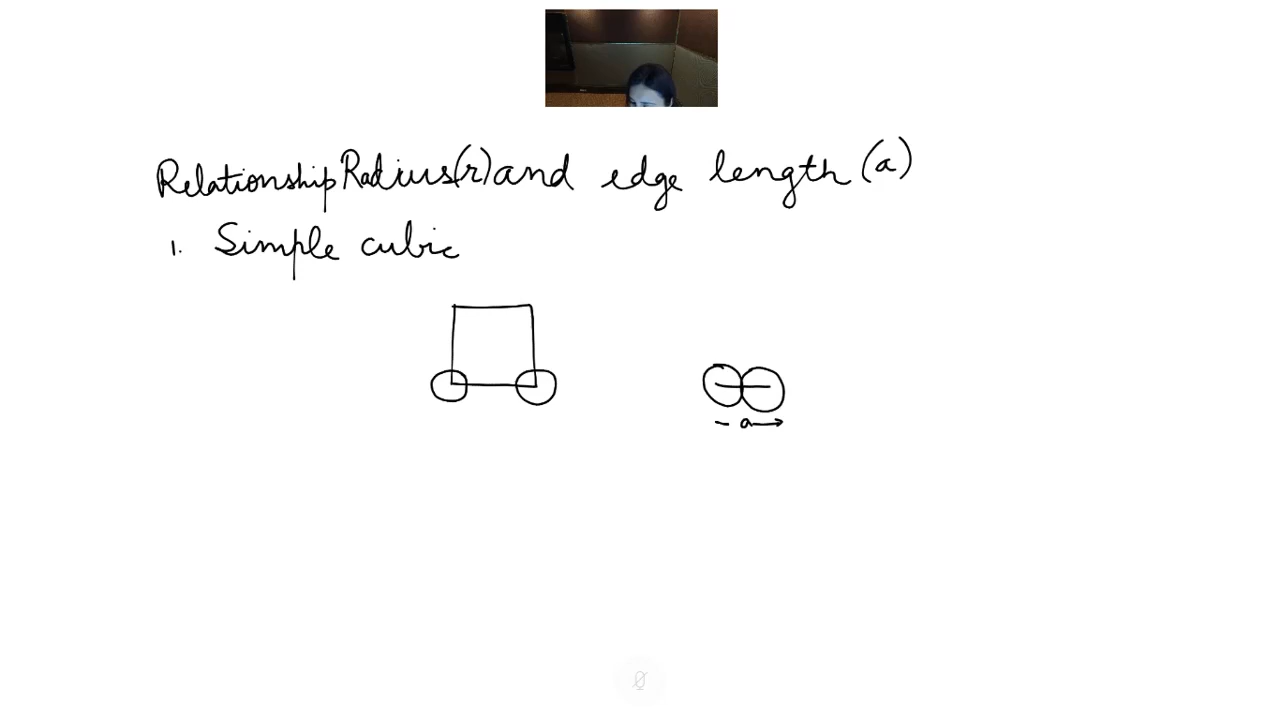 Relationship Radius(r) and edge length (a)
1. Simple cubic
a